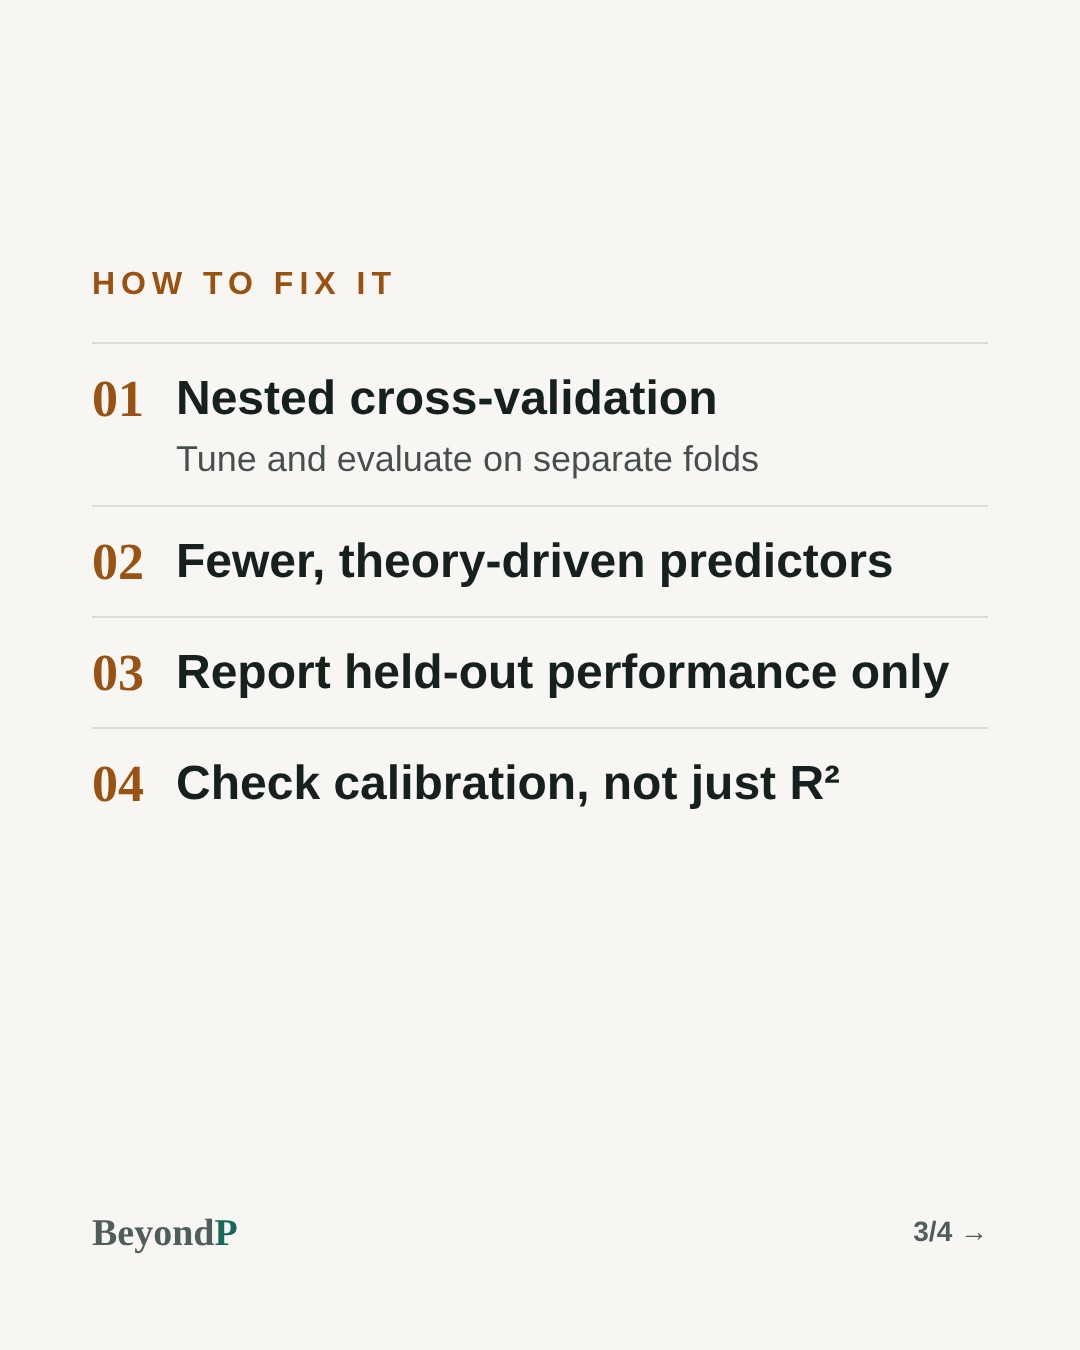 HOW TO FIX IT
01 Nested cross-validation
Tune and evaluate on separate folds
02 Fewer, theory-driven predictors
03 Report held-out performance only
04 Check calibration, not just R²
BeyondP
3/4 →